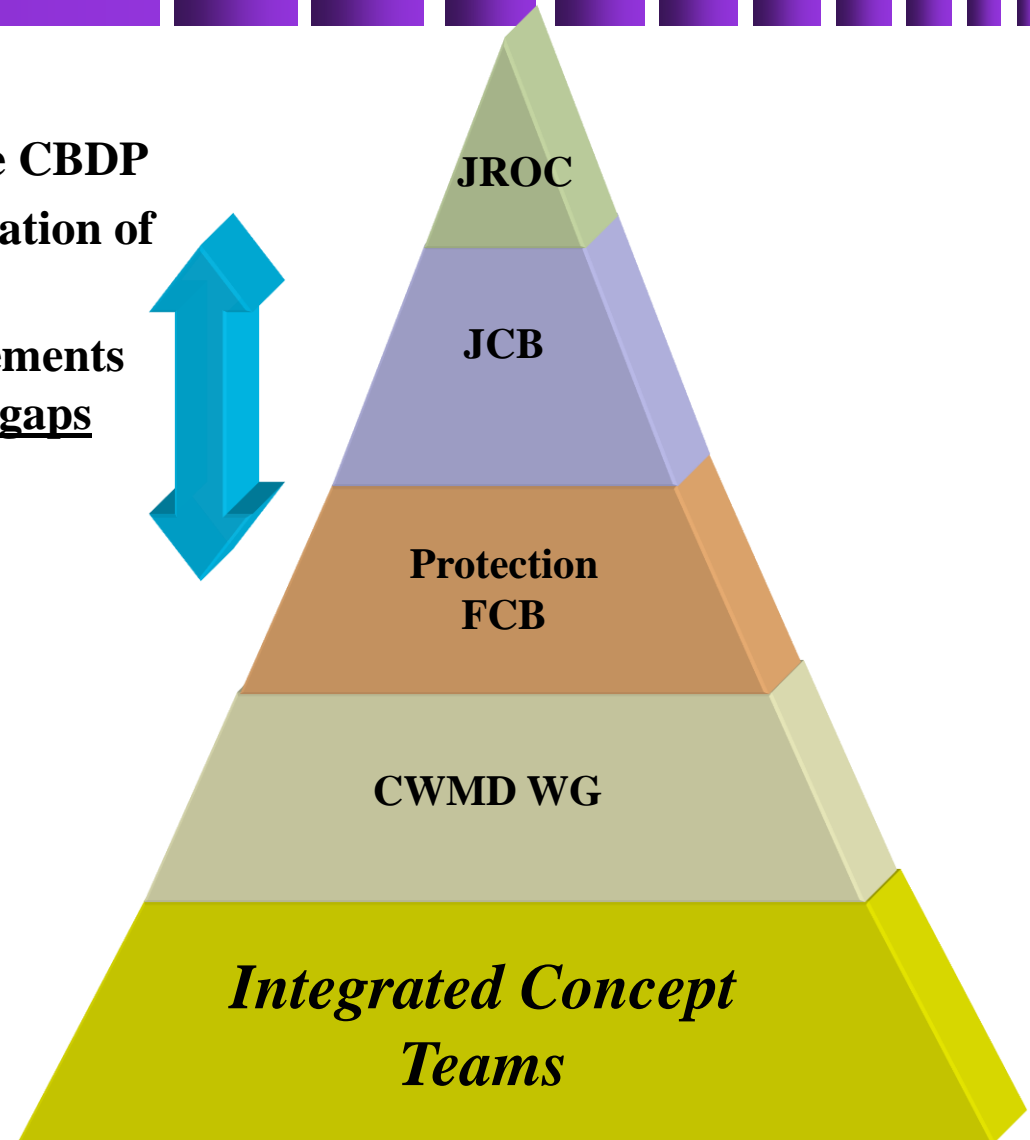 CBDP
ation of
ements
gaps
JROC
JCB
Protection
FCB
CWMD WG
Integrated Concept
Teams